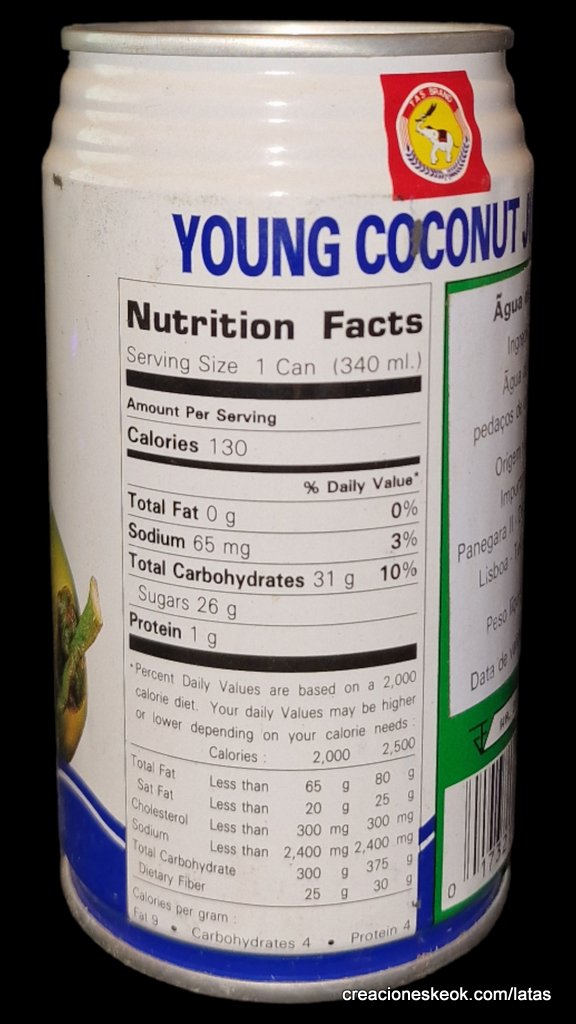 TAS BRAND
YOUNG COCONUT
Nutrition Facts
Serving Size 1 Can (340 ml.)
Amount Per Serving
Calories 130
% Daily Value*
Total Fat 0 g 0%
Sodium 65 mg 3%
Total Carbohydrates 31 g 10%
Sugars 26 g
Protein 1 g
*Percent Daily Values are based on a 2,000
calorie diet. Your daily Values may be higher
or lower depending on your calorie needs :
Calories : 2,000 2,500
Total Fat Less than 65 g 80 g
Sat Fat Less than 20 g 25 g
Cholesterol Less than 300 mg 300 mg
Sodium Less than 2,400 mg 2,400 mg
Total Carbohydrate 300 g 375 g
Dietary Fiber 25 g 30 g
Calories per gram :
Fat 9 • Carbohydrates 4 • Protein 4
Água
Água
pedaços de
Origem
Panegara II
Lisboa
Peso
Data de
0 173
creacioneskeok.com/latas